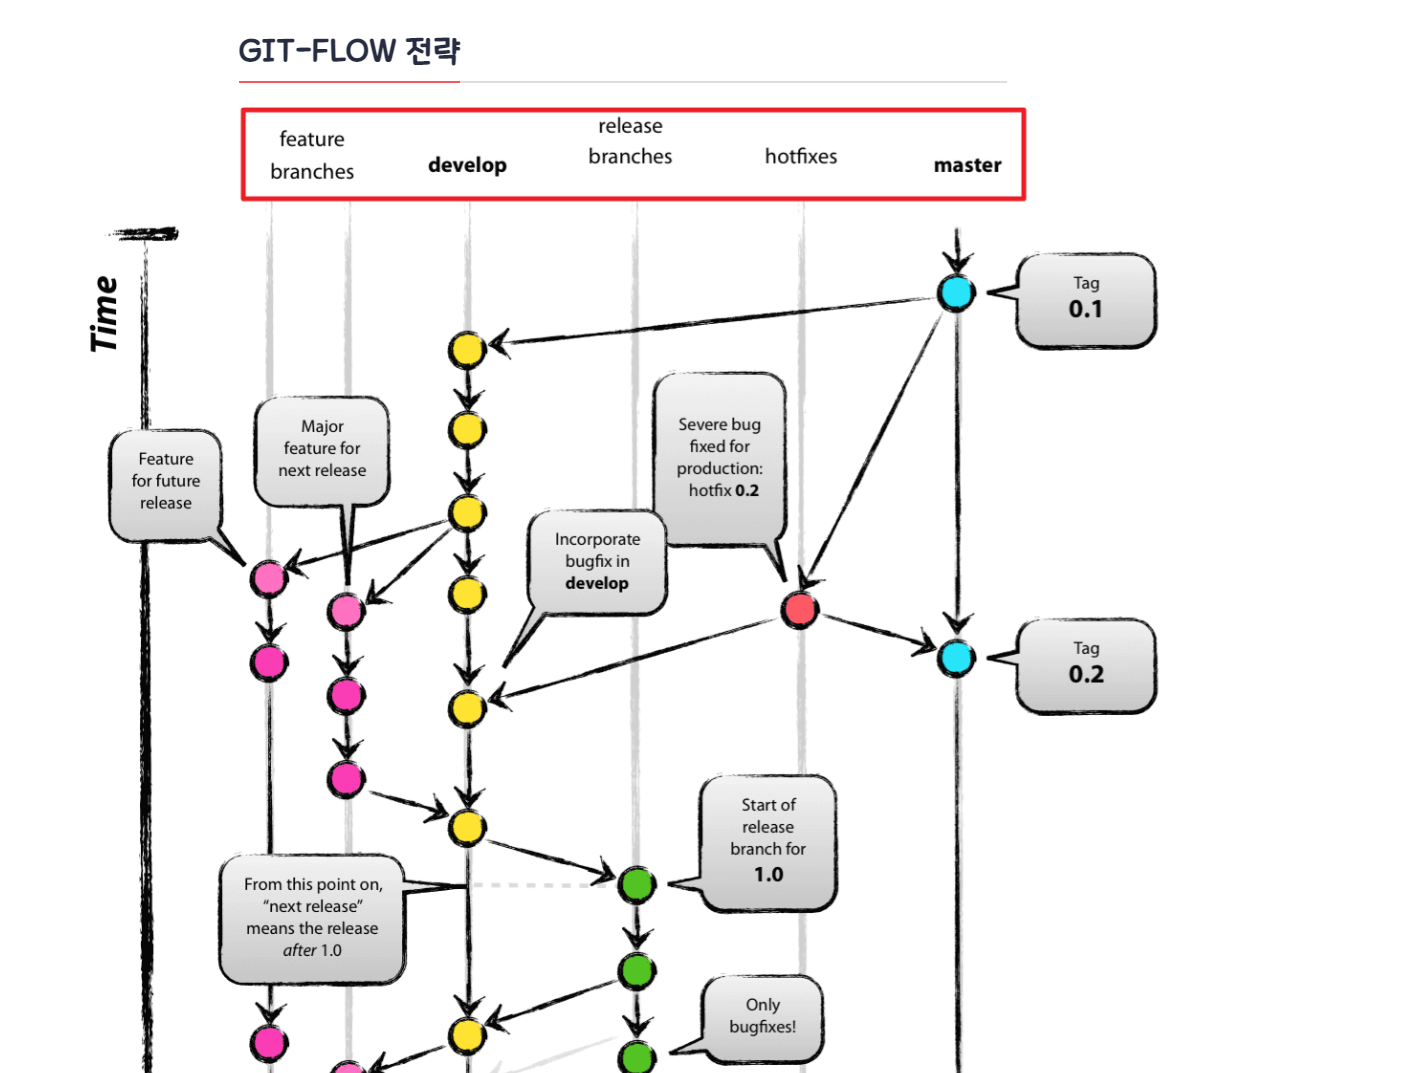 GIT-FLOW 전략
feature
branches
develop
release
branches
hotfixes
master
Time
Tag
0.1
Major
feature for
next release
Feature
for future
release
Severe bug
fixed for
production:
hotfix 0.2
Incorporate
bugfix in
develop
Tag
0.2
Start of
release
branch for
1.0
From this point on,
“next release”
means the release
after 1.0
Only
bugfixes!